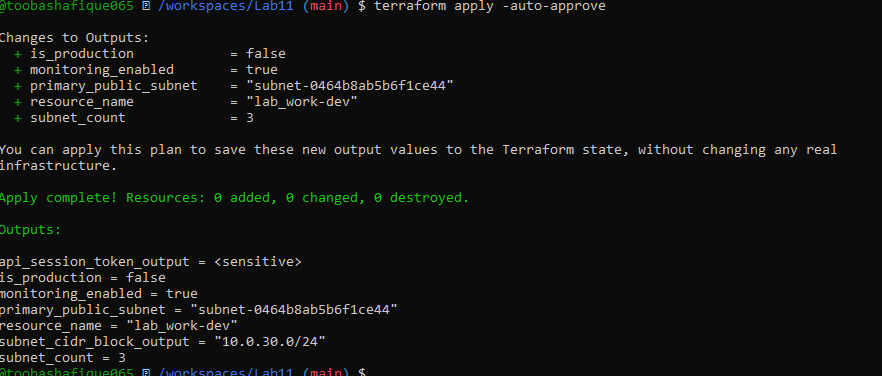 @toobashafique065 /workspaces/Lab11 (main) $ terraform apply -auto-approve
Changes to Outputs:
+ is_production = false
+ monitoring_enabled = true
+ primary_public_subnet = "subnet-0464b8ab5b6f1ce44"
+ resource_name = "lab_work-dev"
+ subnet_count = 3
You can apply this plan to save these new output values to the Terraform state, without changing any real
infrastructure.
Apply complete! Resources: 0 added, 0 changed, 0 destroyed.
Outputs:
api_session_token_output = <sensitive>
is_production = false
monitoring_enabled = true
primary_public_subnet = "subnet-0464b8ab5b6f1ce44"
resource_name = "lab_work-dev"
subnet_cidr_block_output = "10.0.30.0/24"
subnet_count = 3
@toobashafique065 /workspaces/Lab11 (main) $